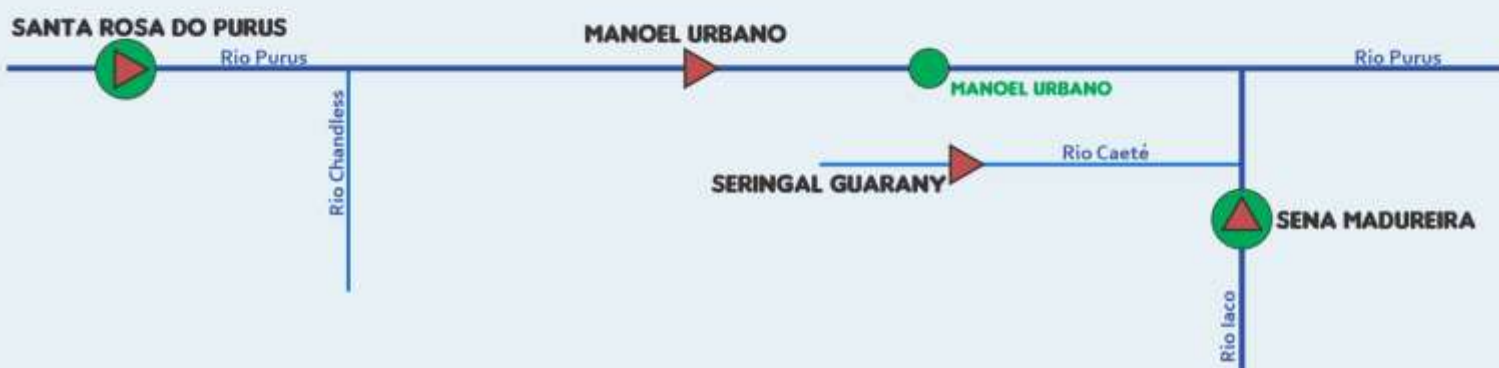 SANTA ROSA DO PURUS
MANOEL URBANO
Rio Purus
Rio Purus
MANOEL URBANO
Rio Chandless
Rio Caeté
SERINGAL GUARANY
SENA MADUREIRA
Rio Iaco